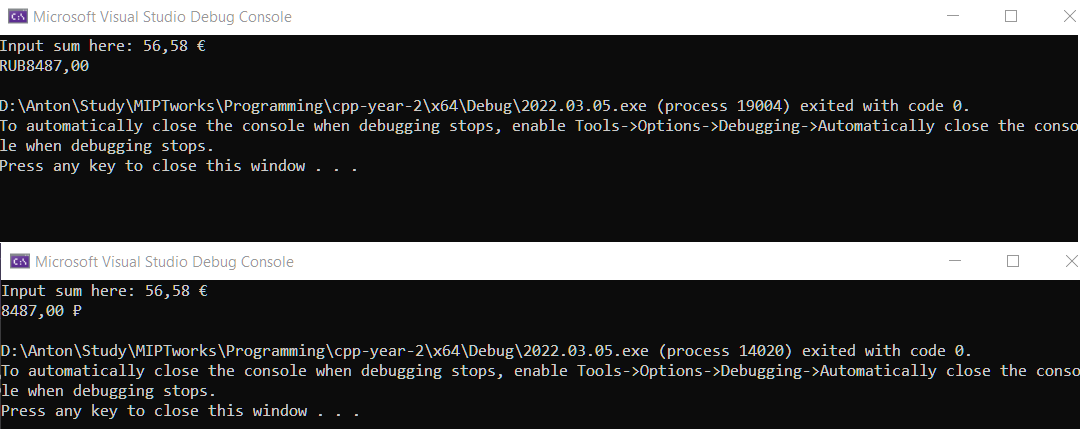 Microsoft Visual Studio Debug Console
Input sum here: 56,58 €
RUB8487,00
D:\Anton\Study\MIPTworks\Programming\cpp-year-2\x64\Debug\2022.03.05.exe (process 19004) exited with code 0.
To automatically close the console when debugging stops, enable Tools->Options->Debugging->Automatically close the conso
le when debugging stops.
Press any key to close this window . . .
Microsoft Visual Studio Debug Console
Input sum here: 56,58 €
8487,00 ₽
D:\Anton\Study\MIPTworks\Programming\cpp-year-2\x64\Debug\2022.03.05.exe (process 14020) exited with code 0.
To automatically close the console when debugging stops, enable Tools->Options->Debugging->Automatically close the conso
le when debugging stops.
Press any key to close this window . . .